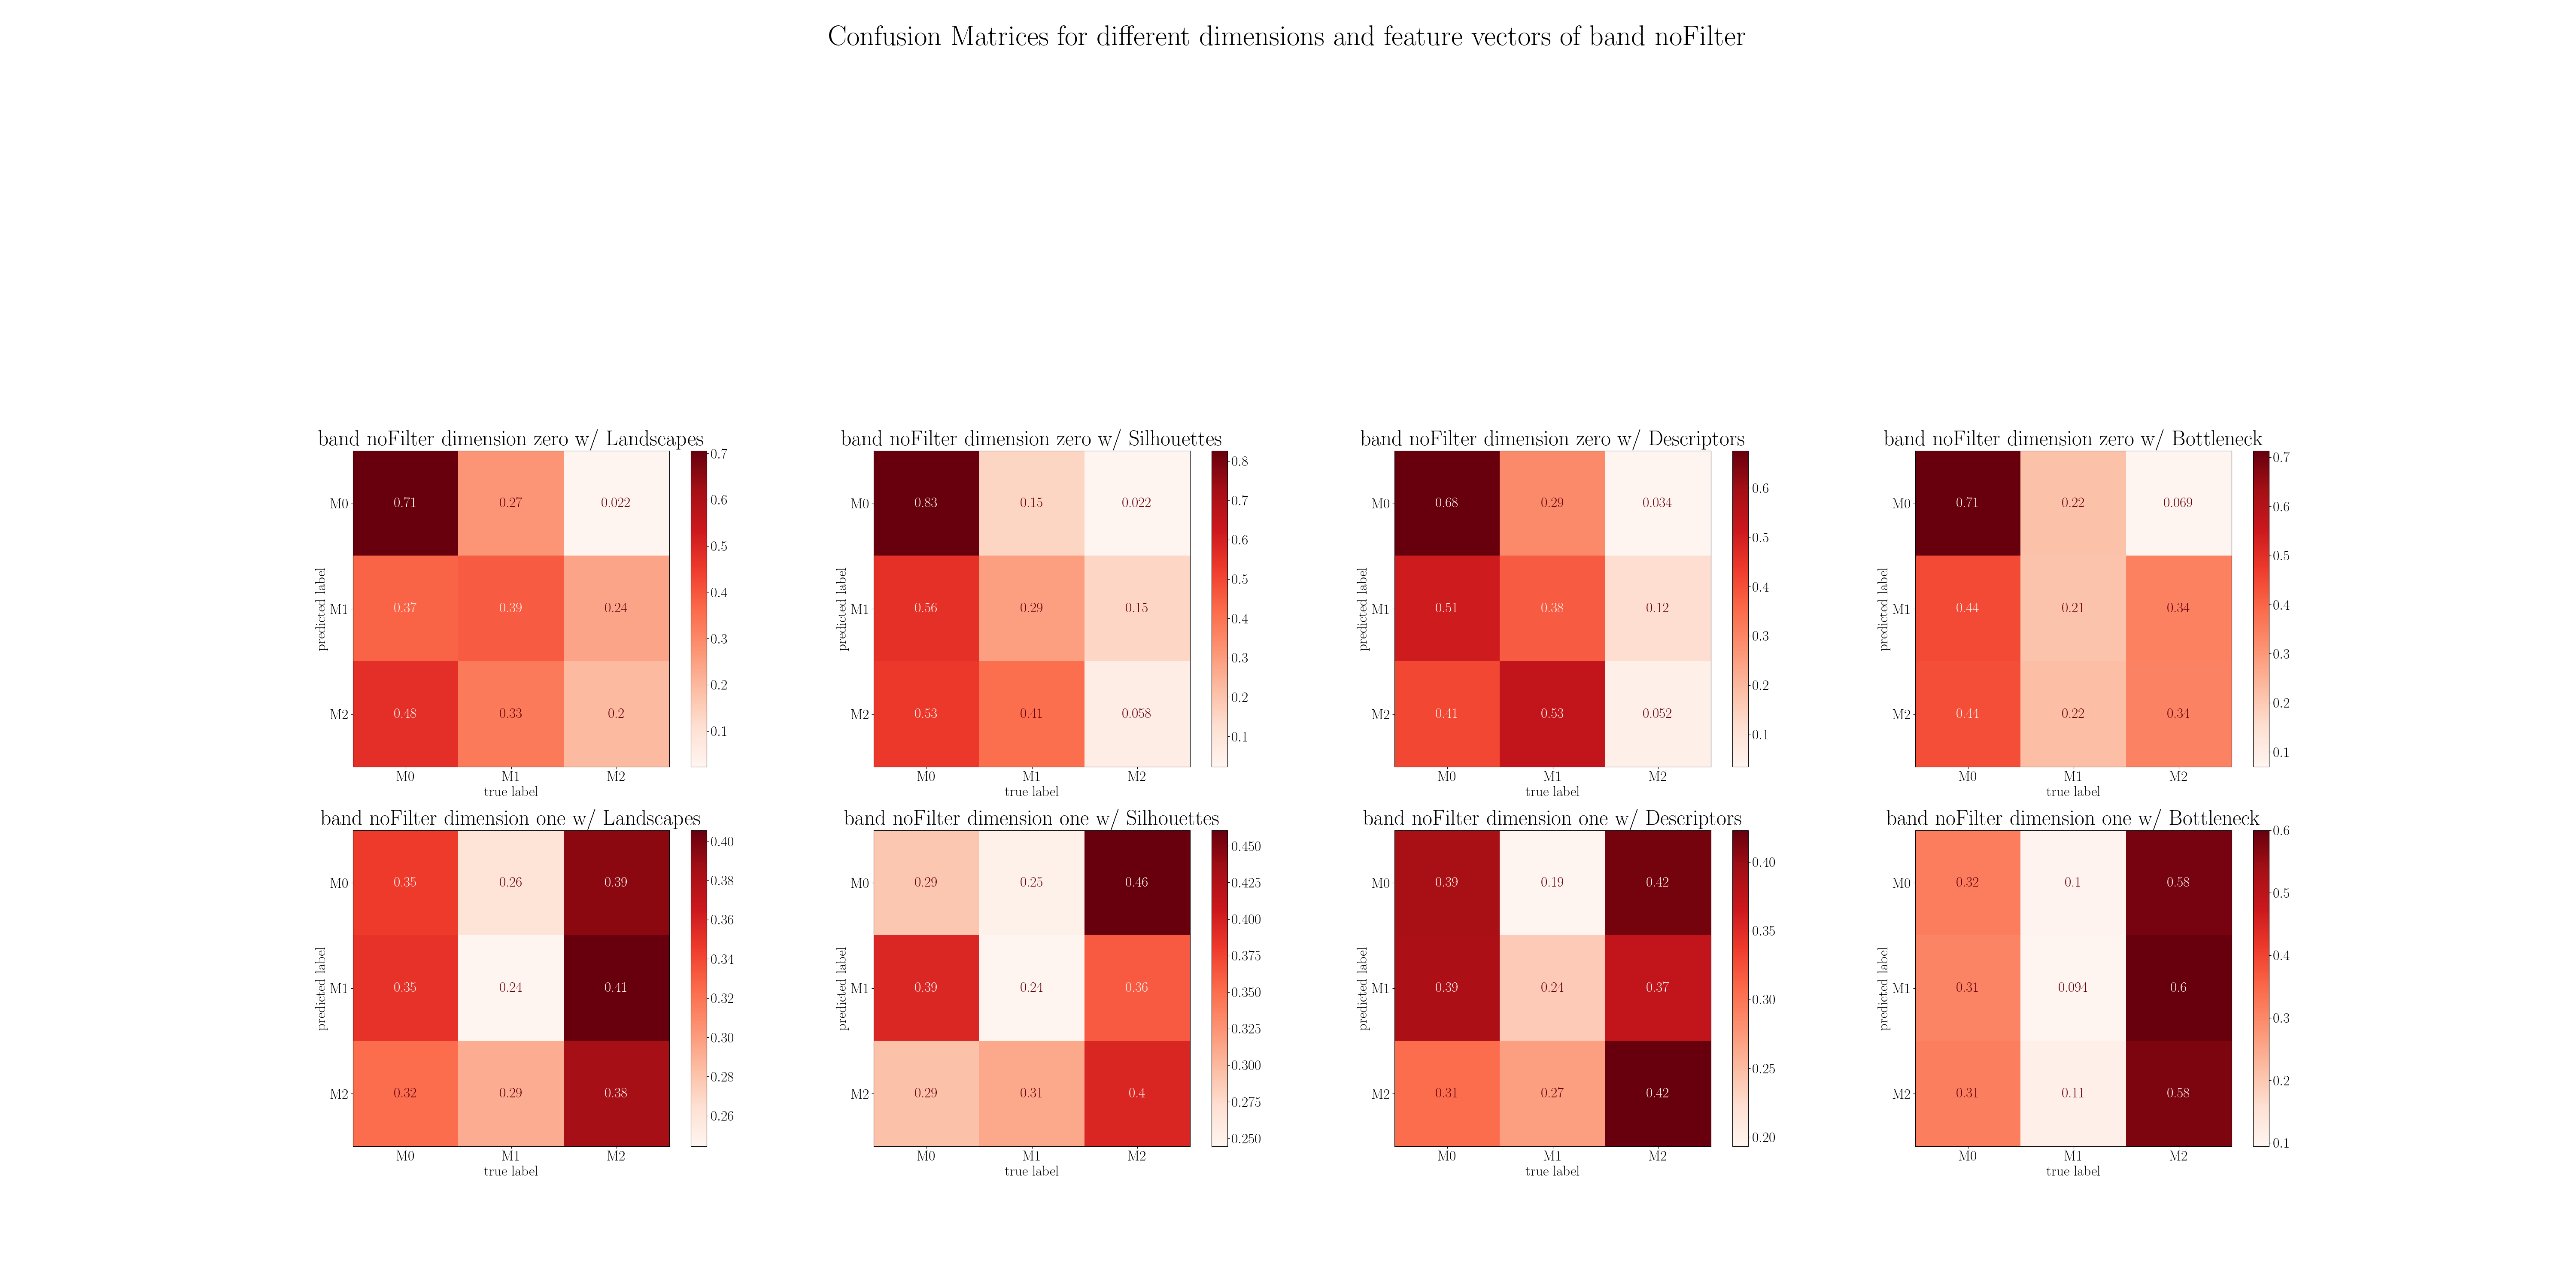 Confusion Matrices for different dimensions and feature vectors of band noFilter
band noFilter dimension zero w/ Landscapes
0.7
0.6
0.5
0.4
0.3
0.2
0.1
M0 0.71 0.27 0.022
M1 0.37 0.39 0.24
M2 0.48 0.33 0.2
predicted label
M0 M1 M2
true label
band noFilter dimension zero w/ Silhouettes
0.8
0.7
0.6
0.5
0.4
0.3
0.2
0.1
M0 0.83 0.15 0.022
M1 0.56 0.29 0.15
M2 0.53 0.41 0.058
predicted label
M0 M1 M2
true label
band noFilter dimension zero w/ Descriptors
0.6
0.5
0.4
0.3
0.2
0.1
M0 0.68 0.29 0.034
M1 0.51 0.38 0.12
M2 0.41 0.53 0.052
predicted label
M0 M1 M2
true label
band noFilter dimension zero w/ Bottleneck
0.7
0.6
0.5
0.4
0.3
0.2
0.1
M0 0.71 0.22 0.069
M1 0.44 0.21 0.34
M2 0.44 0.22 0.34
predicted label
M0 M1 M2
true label
band noFilter dimension one w/ Landscapes
0.40
0.38
0.36
0.34
0.32
0.30
0.28
0.26
M0 0.35 0.26 0.39
M1 0.35 0.24 0.41
M2 0.32 0.29 0.38
predicted label
M0 M1 M2
true label
band noFilter dimension one w/ Silhouettes
0.450
0.425
0.400
0.375
0.350
0.325
0.300
0.275
0.250
M0 0.29 0.25 0.46
M1 0.39 0.24 0.36
M2 0.29 0.31 0.4
predicted label
M0 M1 M2
true label
band noFilter dimension one w/ Descriptors
0.40
0.35
0.30
0.25
0.20
M0 0.39 0.19 0.42
M1 0.39 0.24 0.37
M2 0.31 0.27 0.42
predicted label
M0 M1 M2
true label
band noFilter dimension one w/ Bottleneck
0.6
0.5
0.4
0.3
0.2
0.1
M0 0.32 0.1 0.58
M1 0.31 0.094 0.6
M2 0.31 0.11 0.58
predicted label
M0 M1 M2
true label